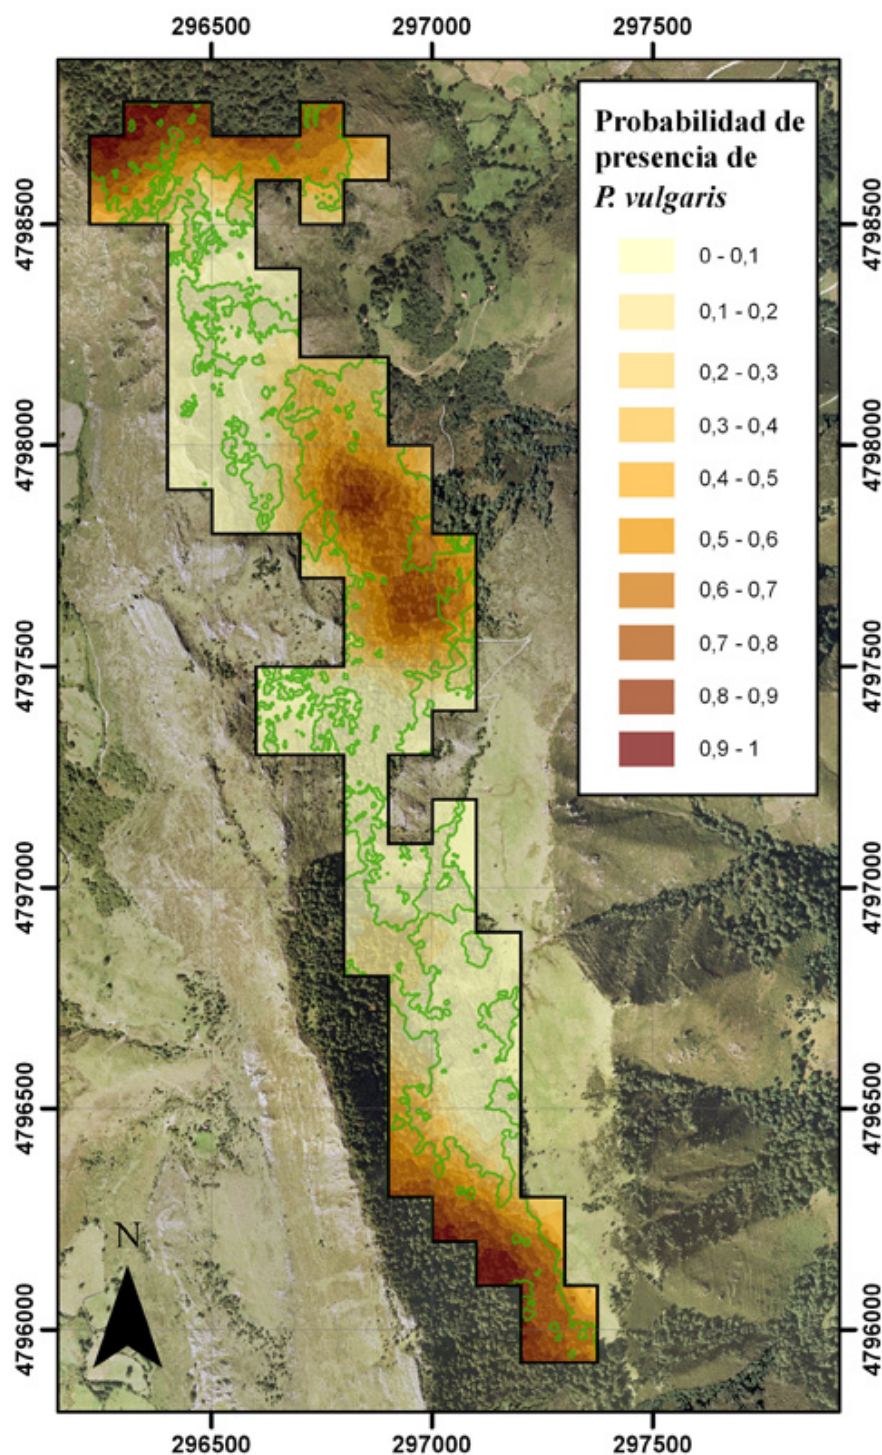 296500 297000 297500
Probabilidad de
presencia de
P. vulgaris
0 - 0,1
0,1 - 0,2
0,2 - 0,3
0,3 - 0,4
0,4 - 0,5
0,5 - 0,6
0,6 - 0,7
0,7 - 0,8
0,8 - 0,9
0,9 - 1
4798500 4798500
4798000 4798000
4797500 4797500
4797000 4797000
4796500 4796500
4796000 4796000
N
296500 297000 297500